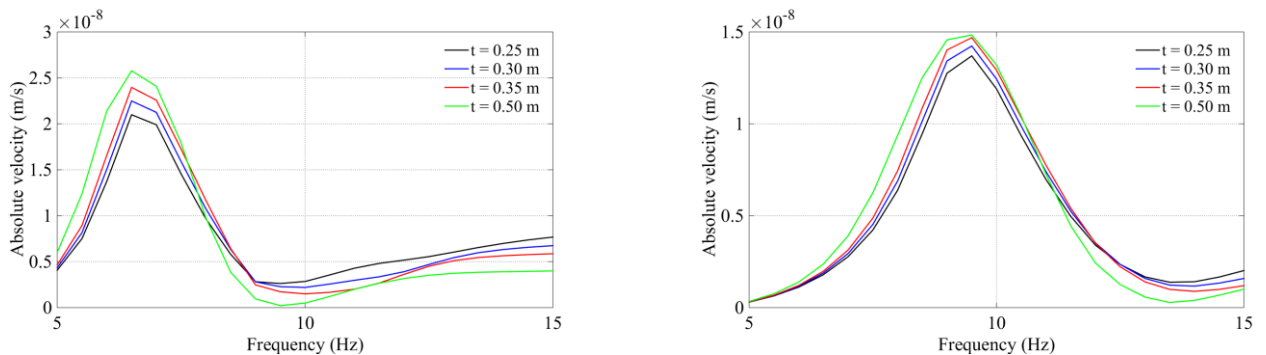 ×10⁻⁸
3
2.5
2
1.5
1
0.5
0
5
10
15
Absolute velocity (m/s)
Frequency (Hz)
t = 0.25 m
t = 0.30 m
t = 0.35 m
t = 0.50 m
×10⁻⁸
1.5
1
0.5
0
5
10
15
Absolute velocity (m/s)
Frequency (Hz)
t = 0.25 m
t = 0.30 m
t = 0.35 m
t = 0.50 m